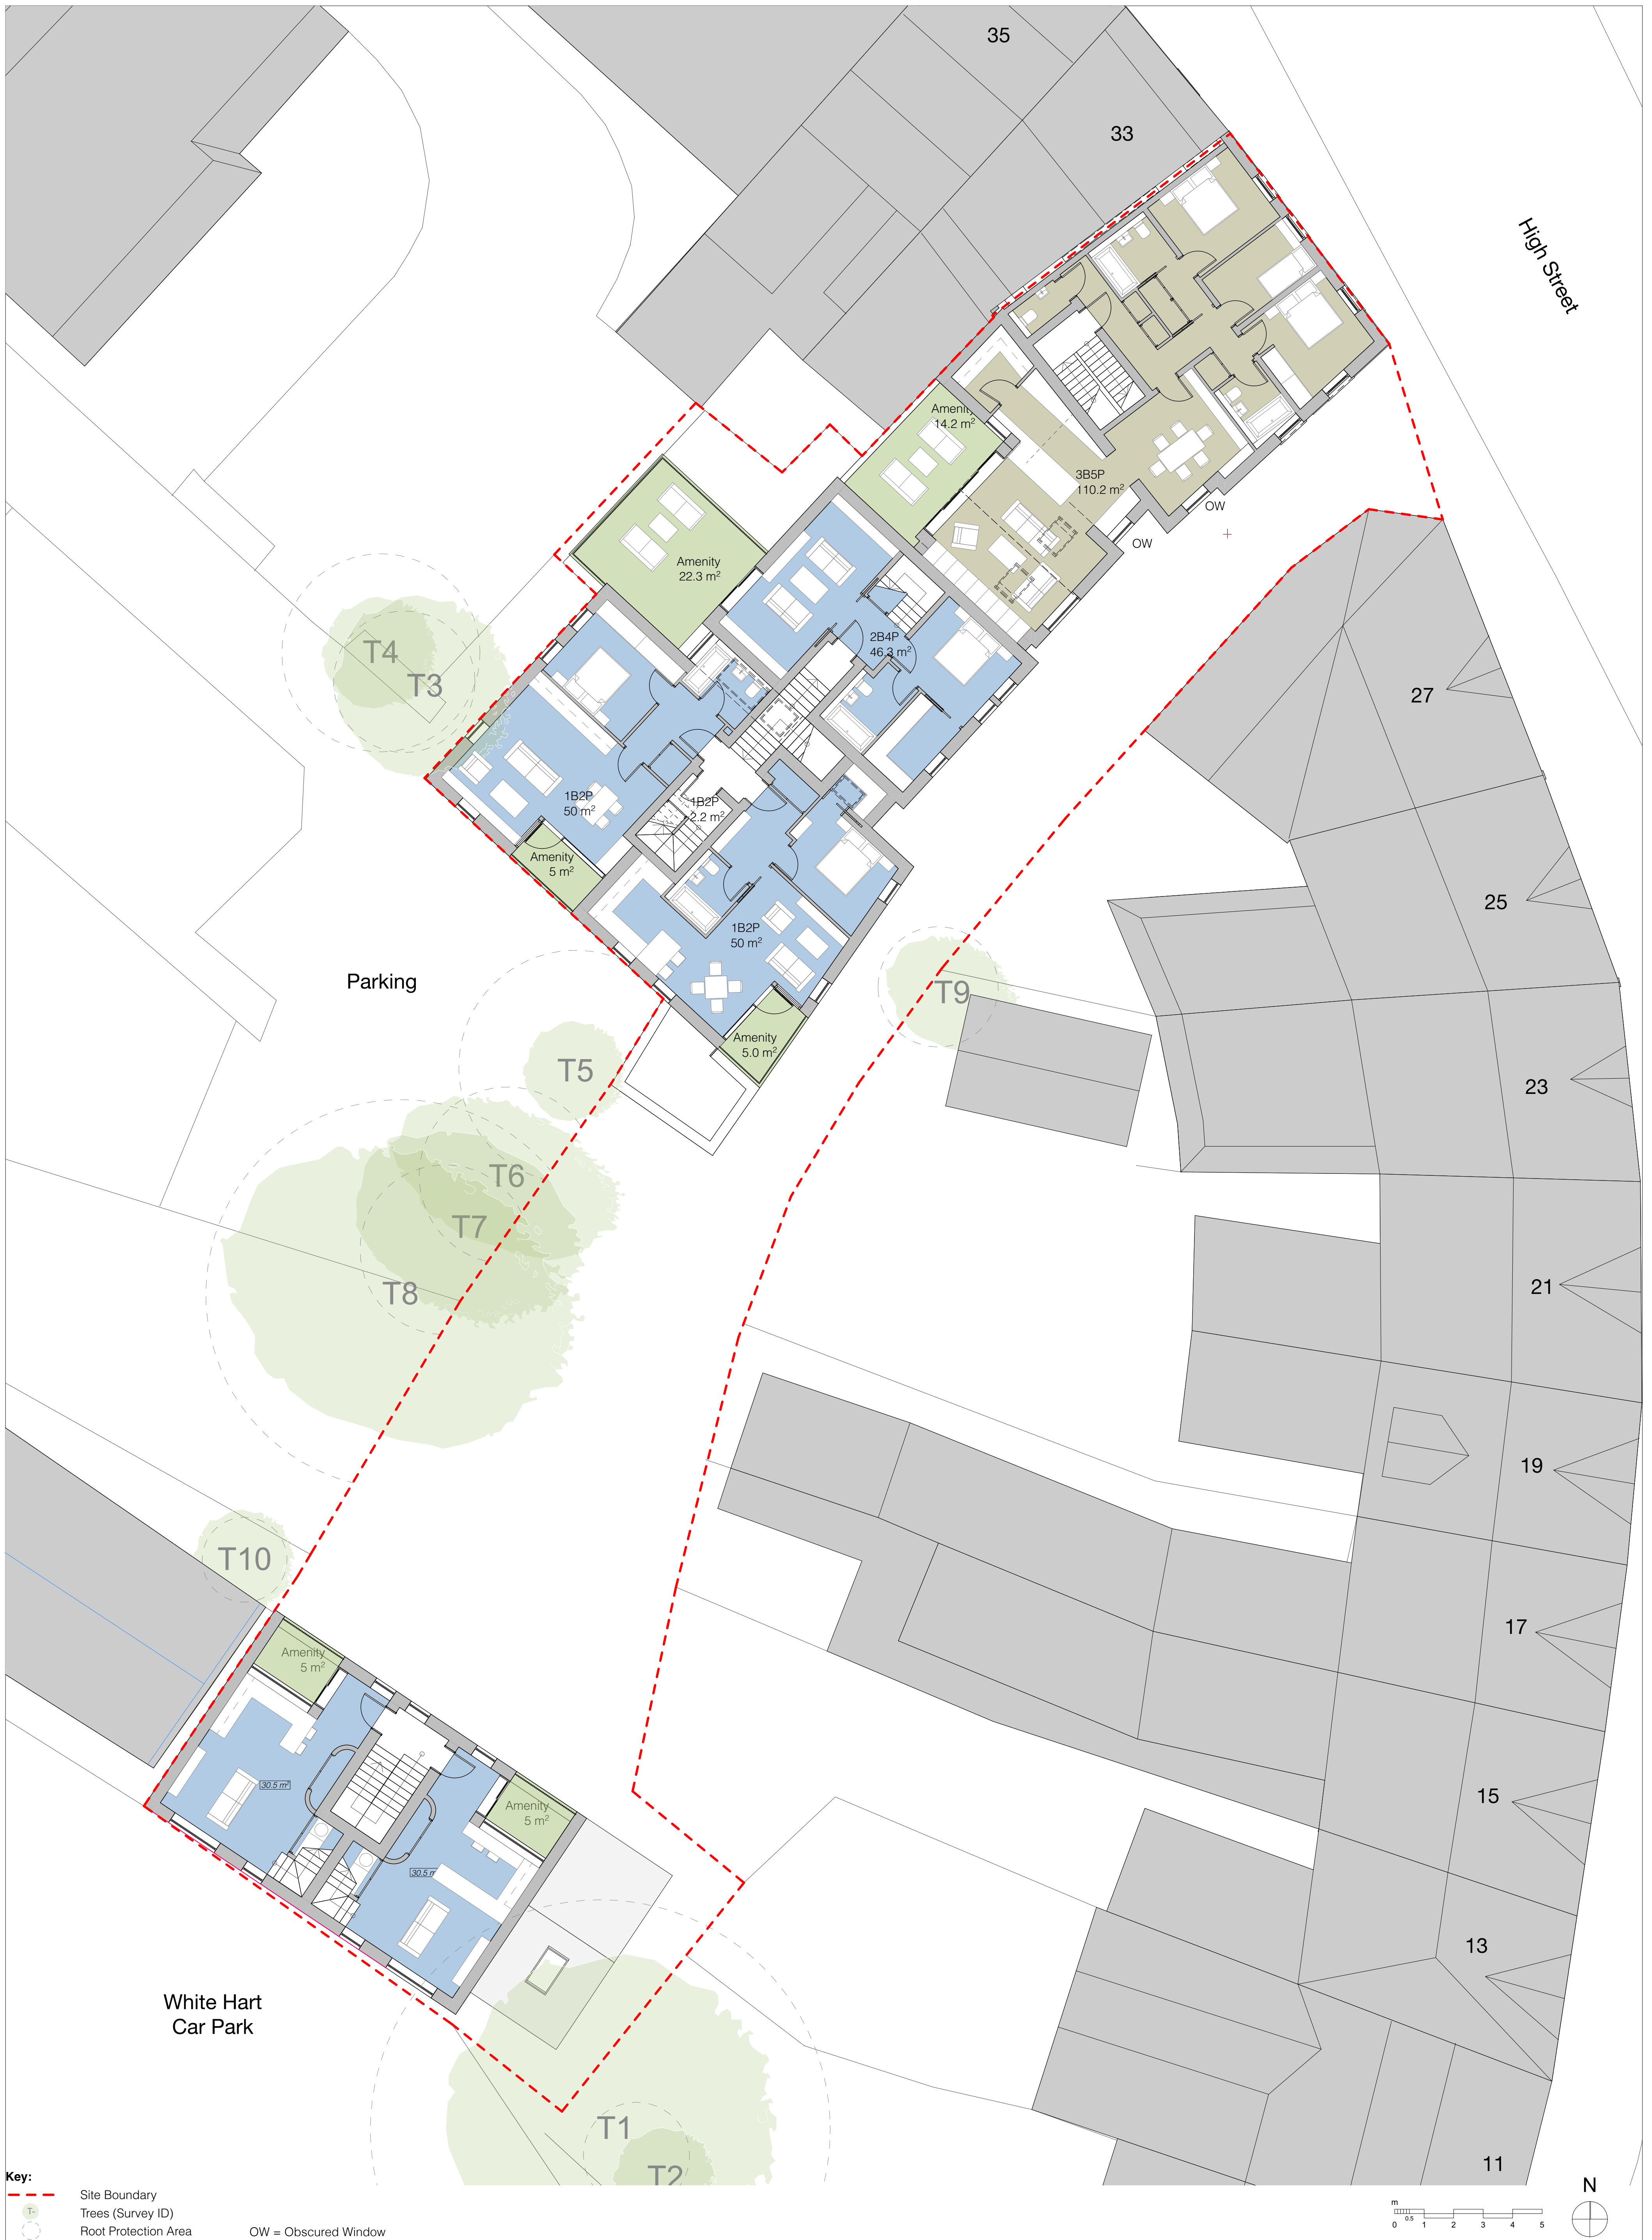 35
33
High Street
Amenity
14.2 m²
3B5P
110.2 m²
OW
OW
Amenity
22.3 m²
2B4P
46.3 m²
T4
T3
27
1B2P
50 m²
1B2P
2.2 m²
Amenity
5 m²
25
1B2P
50 m²
Parking
T9
Amenity
5.0 m²
T5
23
T6
T7
T8
21
19
T10
17
Amenity
5 m²
30.5 m²
Amenity
5 m²
15
30.5 m
13
White Hart
Car Park
T1
T2
11
Key:
Site Boundary
T-
Trees (Survey ID)
Root Protection Area
OW = Obscured Window
N
m
0 0.5 1 2 3 4 5